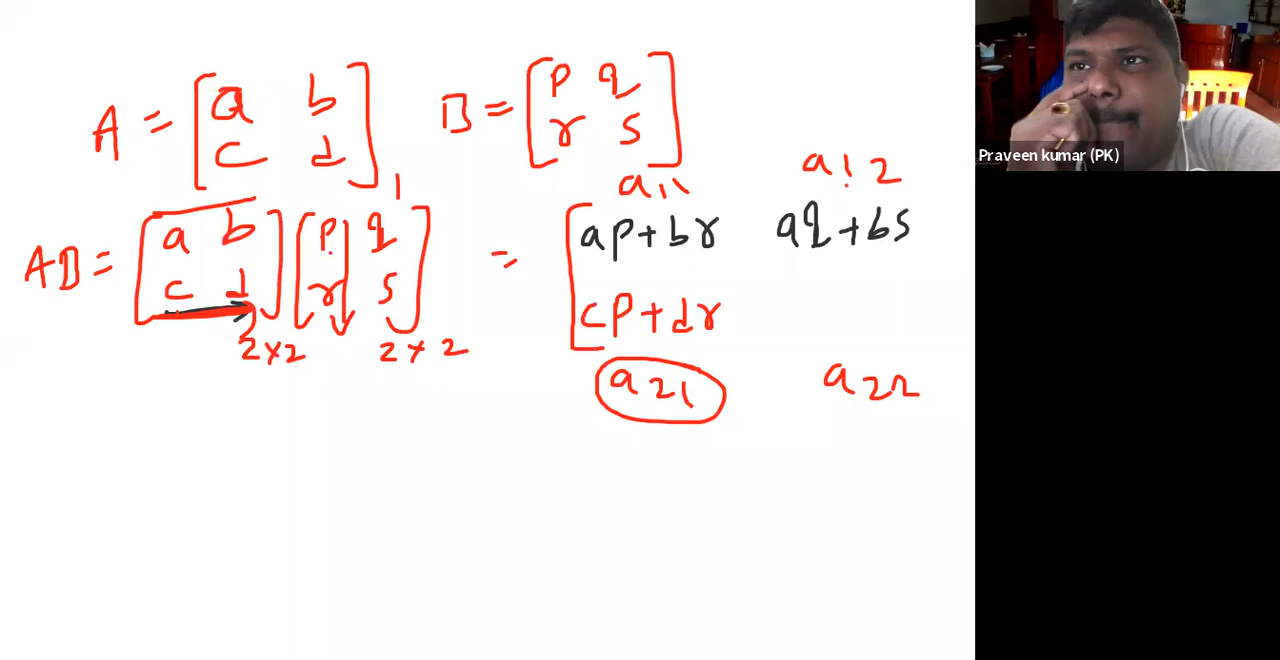 A = [a b
c d], B = [p q
r s]
a11 a12
AB = [a b
c d] [p q
r s] = [ap+br aq+bs
cp+dr
2×2 2×2
a21 a22
Praveen kumar (PK)